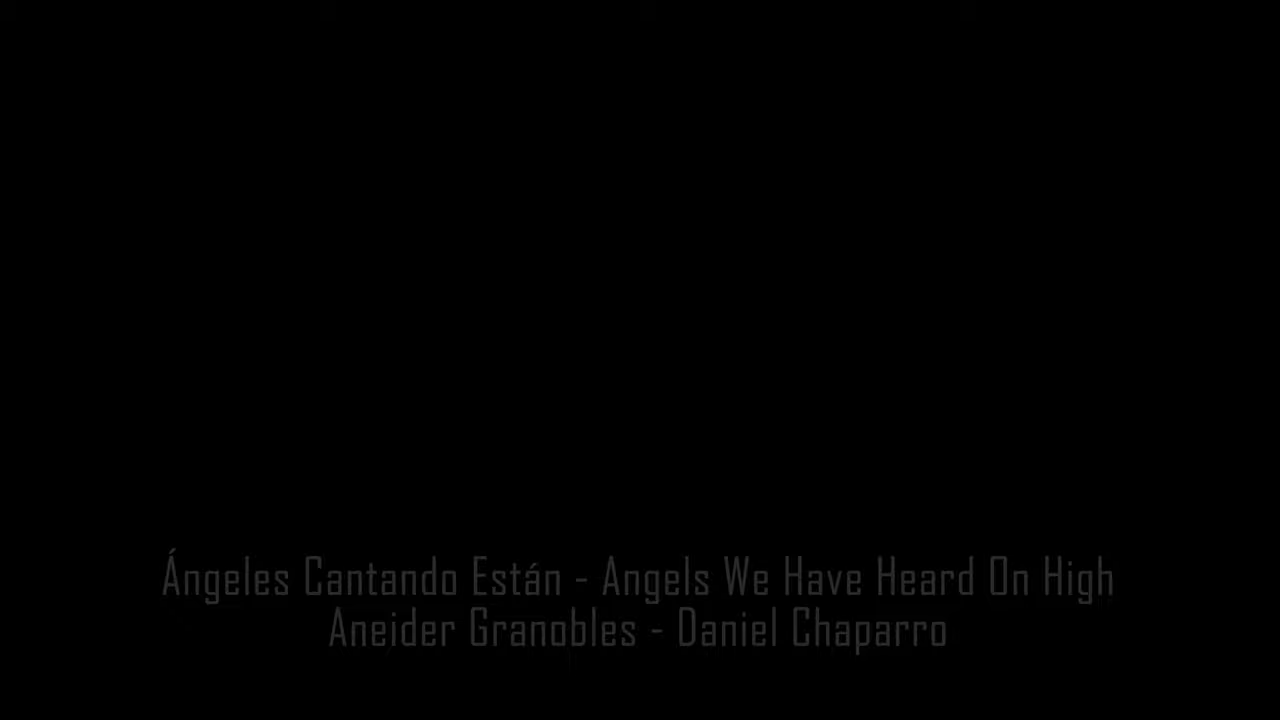 Ángeles Cantando Están - Angels We Have Heard On High
Aneider Granobles - Daniel Chaparro